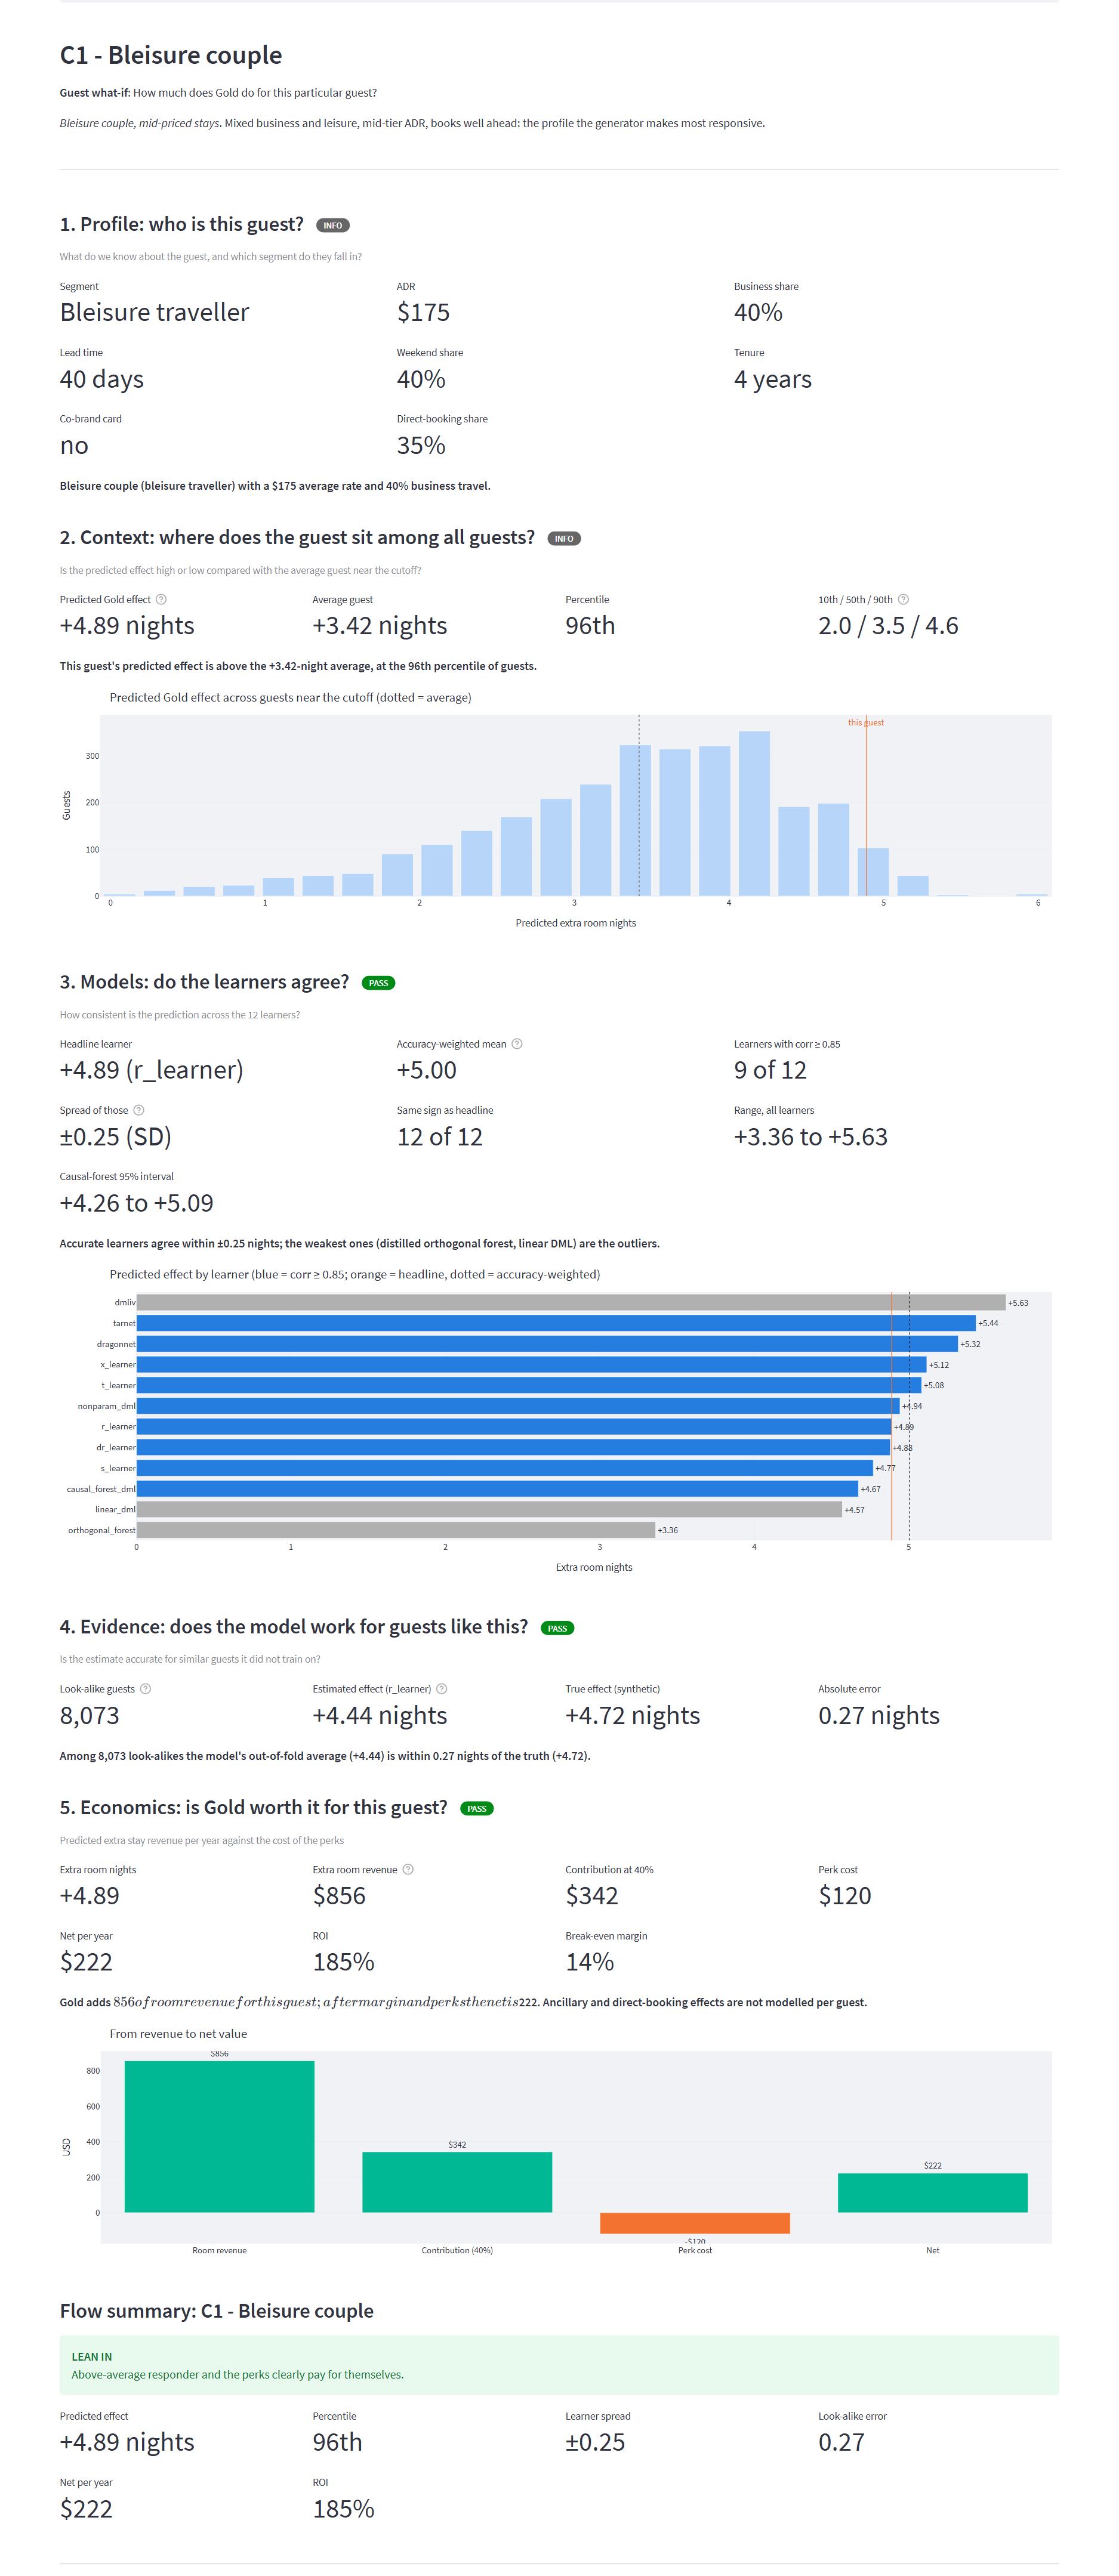 C1 - Bleisure couple
Guest what-if: How much does Gold do for this particular guest?
Bleisure couple, mid-priced stays. Mixed business and leisure, mid-tier ADR, books well ahead: the profile the generator makes most responsive.
1. Profile: who is this guest? INFO
What do we know about the guest, and which segment do they fall in?
Segment ADR Business share
Bleisure traveller $175 40%
Lead time Weekend share Tenure
40 days 40% 4 years
Co-brand card Direct-booking share
no 35%
Bleisure couple (bleisure traveller) with a $175 average rate and 40% business travel.
2. Context: where does the guest sit among all guests? INFO
Is the predicted effect high or low compared with the average guest near the cutoff?
Predicted Gold effect ? Average guest Percentile 10th / 50th / 90th ?
+4.89 nights +3.42 nights 96th 2.0 / 3.5 / 4.6
This guest's predicted effect is above the +3.42-night average, at the 96th percentile of guests.
Predicted Gold effect across guests near the cutoff (dotted = average)
this guest
300
200
100
0
Guests
0 1 2 3 4 5 6
Predicted extra room nights
3. Models: do the learners agree? PASS
How consistent is the prediction across the 12 learners?
Headline learner Accuracy-weighted mean ? Learners with corr ≥ 0.85
+4.89 (r_learner) +5.00 9 of 12
Spread of those ? Same sign as headline Range, all learners
±0.25 (SD) 12 of 12 +3.36 to +5.63
Causal-forest 95% interval
+4.26 to +5.09
Accurate learners agree within ±0.25 nights; the weakest ones (distilled orthogonal forest, linear DML) are the outliers.
Predicted effect by learner (blue = corr ≥ 0.85; orange = headline, dotted = accuracy-weighted)
dmliv +5.63
tarnet +5.44
dragonnet +5.32
x_learner +5.12
t_learner +5.08
nonparam_dml +4.94
r_learner +4.89
dr_learner +4.88
s_learner +4.77
causal_forest_dml +4.67
linear_dml +4.57
orthogonal_forest +3.36
0 1 2 3 4 5
Extra room nights
4. Evidence: does the model work for guests like this? PASS
Is the estimate accurate for similar guests it did not train on?
Look-alike guests ? Estimated effect (r_learner) ? True effect (synthetic) Absolute error
8,073 +4.44 nights +4.72 nights 0.27 nights
Among 8,073 look-alikes the model's out-of-fold average (+4.44) is within 0.27 nights of the truth (+4.72).
5. Economics: is Gold worth it for this guest? PASS
Predicted extra stay revenue per year against the cost of the perks
Extra room nights Extra room revenue ? Contribution at 40% Perk cost
+4.89 $856 $342 $120
Net per year ROI Break-even margin
$222 185% 14%
Gold adds 856ofroomrevenueforthisguest;aftermarginandperksthenetis222. Ancillary and direct-booking effects are not modelled per guest.
From revenue to net value
$856
$342
-$120
$222
800
600
400
200
0
USD
Room revenue Contribution (40%) Perk cost Net
Flow summary: C1 - Bleisure couple
LEAN IN
Above-average responder and the perks clearly pay for themselves.
Predicted effect Percentile Learner spread Look-alike error
+4.89 nights 96th ±0.25 0.27
Net per year ROI
$222 185%